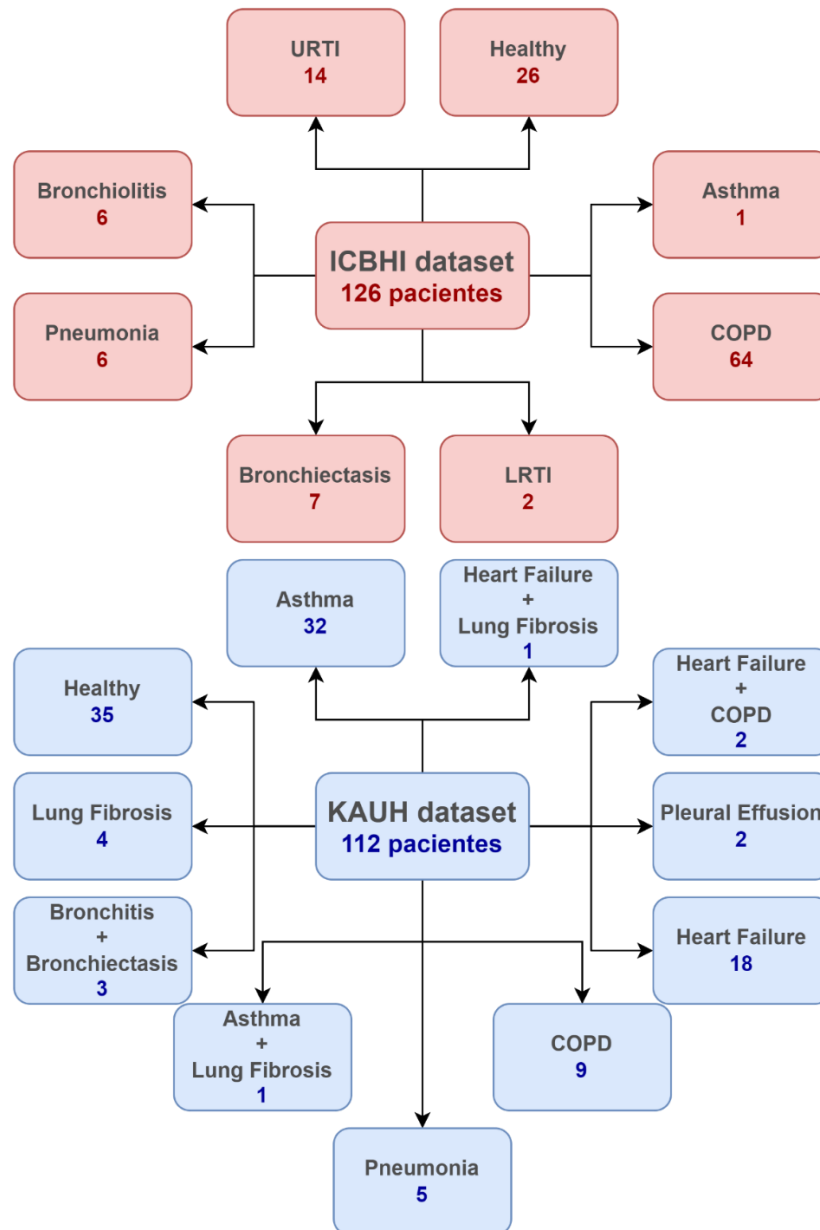 URTI
14
Healthy
26
Bronchiolitis
6
Asthma
1
ICBHI dataset
126 pacientes
Pneumonia
6
COPD
64
Bronchiectasis
7
LRTI
2
Asthma
32
Heart Failure
+
Lung Fibrosis
1
Healthy
35
Heart Failure
+
COPD
2
Lung Fibrosis
4
KAUH dataset
112 pacientes
Pleural Effusion
2
Bronchitis
+
Bronchiectasis
3
Heart Failure
18
Asthma
+
Lung Fibrosis
1
COPD
9
Pneumonia
5